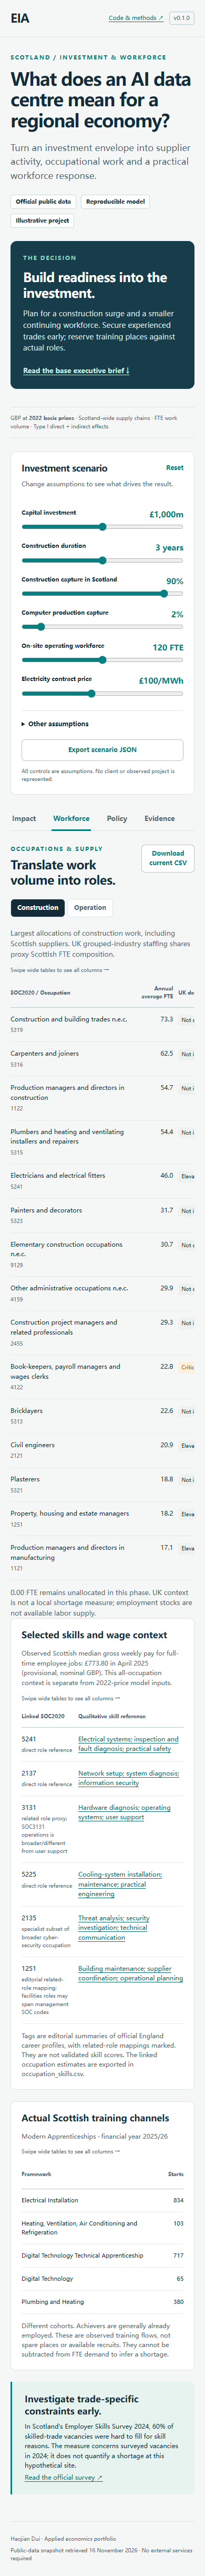 EIA
Code & methods ↗
v0.1.0
SCOTLAND / INVESTMENT & WORKFORCE
What does an AI data
centre mean for a
regional economy?
Turn an investment envelope into supplier
activity, occupational work and a practical
workforce response.
Official public data
Reproducible model
Illustrative project
THE DECISION
Build readiness into the
investment.
Plan for a construction surge and a smaller
continuing workforce. Secure experienced
trades early; reserve training places against
actual roles.
Read the base executive brief ↓
GBP at 2022 basic prices · Scotland-wide supply chains · FTE work
volume · Type I direct + indirect effects
Investment scenario
Reset
Change assumptions to see what drives the result.
Capital investment
£1,000m
Construction duration
3 years
Construction capture in Scotland
90%
Computer production capture
2%
On-site operating workforce
120 FTE
Electricity contract price
£100/MWh
▸ Other assumptions
Export scenario JSON
All controls are assumptions. No client or observed project is
represented.
Impact
Workforce
Policy
Evidence
OCCUPATIONS & SUPPLY
Translate work
volume into roles.
Download
current CSV
Construction
Operation
Largest allocations of construction work, including
Scottish suppliers. UK grouped-industry staffing shares
proxy Scottish FTE composition.
Swipe wide tables to see all columns →
SOC2020 / Occupation
Annual
average FTE
UK de
Construction and building trades n.e.c.
73.3
Not c
5319
Carpenters and joiners
62.5
Not i
5316
Production managers and directors in
construction
54.7
Not i
1122
Plumbers and heating and ventilating
installers and repairers
54.4
Not i
5315
Electricians and electrical fitters
46.0
Eleva
5241
Painters and decorators
31.7
Not i
5323
Elementary construction occupations
n.e.c.
30.7
Not c
9129
Other administrative occupations n.e.c.
29.9
Not c
4159
Construction project managers and
related professionals
29.3
Not i
2455
Book-keepers, payroll managers and
wages clerks
22.8
Critic
4122
Bricklayers
22.6
Not i
5313
Civil engineers
20.9
Eleva
2121
Plasterers
18.8
Not i
5321
Property, housing and estate managers
18.2
Eleva
1251
Production managers and directors in
manufacturing
17.1
Eleva
1121
0.00 FTE remains unallocated in this phase. UK context
is not a local shortage measure; employment stocks are
not available labour supply.
Selected skills and wage context
Observed Scottish median gross weekly pay for full-
time employee jobs: £773.80 in April 2025
(provisional, nominal GBP). This all-occupation
context is separate from 2022-price model inputs.
Swipe wide tables to see all columns →
Linked SOC2020
Qualitative skill reference
5241
direct role reference
Electrical systems; inspection and
fault diagnosis; practical safety
2137
direct role reference
Network setup; system diagnosis;
information security
3131
related role proxy;
SOC3131
operations is
broader/different
from user support
Hardware diagnosis; operating
systems; user support
5225
direct role reference
Cooling-system installation;
maintenance; practical
engineering
2135
specialist subset of
broader cyber-
security occupation
Threat analysis; security
investigation; technical
communication
1251
editorial related-
role mapping;
facilities roles may
span management
SOC codes
Building maintenance; supplier
coordination; operational planning
Tags are editorial summaries of official England
career profiles, with related-role mappings marked.
They are not validated skill scores. The linked
occupation estimates are exported in
occupation_skills.csv.
Actual Scottish training channels
Modern Apprenticeships · financial year 2025/26
Swipe wide tables to see all columns →
Framework
Starts
Electrical Installation
834
Heating, Ventilation, Air Conditioning and
Refrigeration
103
Digital Technology Technical Apprenticeship
717
Digital Technology
65
Plumbing and Heating
380
Different cohorts. Achievers are generally already
employed. These are observed training flows, not
spare places or available recruits. They cannot be
subtracted from FTE demand to infer a shortage.
Investigate trade-specific
constraints early.
In Scotland's Employer Skills Survey 2024, 60% of
skilled-trade vacancies were hard to fill for skill
reasons. The measure concerns surveyed vacancies
in 2024; it does not quantify a shortage at this
hypothetical site.
Read the official survey ↗
Haojian Dui · Applied economics portfolio
Public-data snapshot retrieved 16 November 2026 · No external services
required